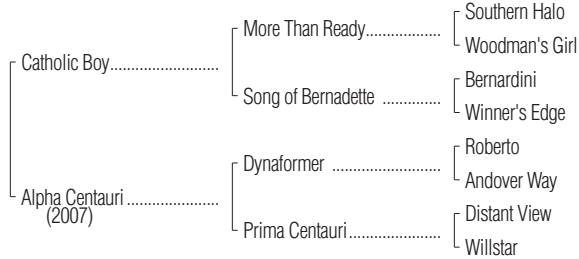 Southern Halo
More Than Ready
Woodman's Girl
Catholic Boy
Bernardini
Song of Bernadette
Winner's Edge
Roberto
Dynaformer
Andover Way
Alpha Centauri
(2007)
Distant View
Prima Centauri
Willstar